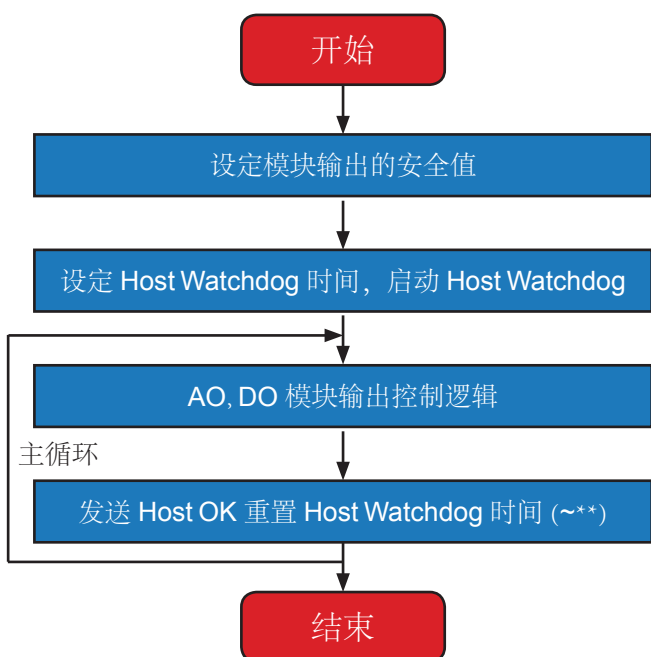 开始
设定模块输出的安全值
设定 Host Watchdog 时间，启动 Host Watchdog
AO, DO 模块输出控制逻辑
主循环
发送 Host OK 重置 Host Watchdog 时间 (~**)
结束